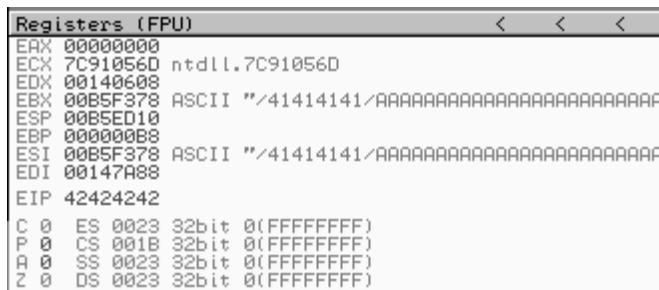 Registers (FPU) < < <
EAX 00000000
ECX 7C91056D ntdll.7C91056D
EDX 00140608
EBX 00B5F378 ASCII "/41414141/AAAAAAAAAAAAAAAAAAAAAAAAA
ESP 00B5ED10
EBP 000000B8
ESI 00B5F378 ASCII "/41414141/AAAAAAAAAAAAAAAAAAAAAAAAA
EDI 00147A88
EIP 42424242
C 0 ES 0023 32bit 0(FFFFFFFF)
P 0 CS 001B 32bit 0(FFFFFFFF)
A 0 SS 0023 32bit 0(FFFFFFFF)
Z 0 DS 0023 32bit 0(FFFFFFFF)